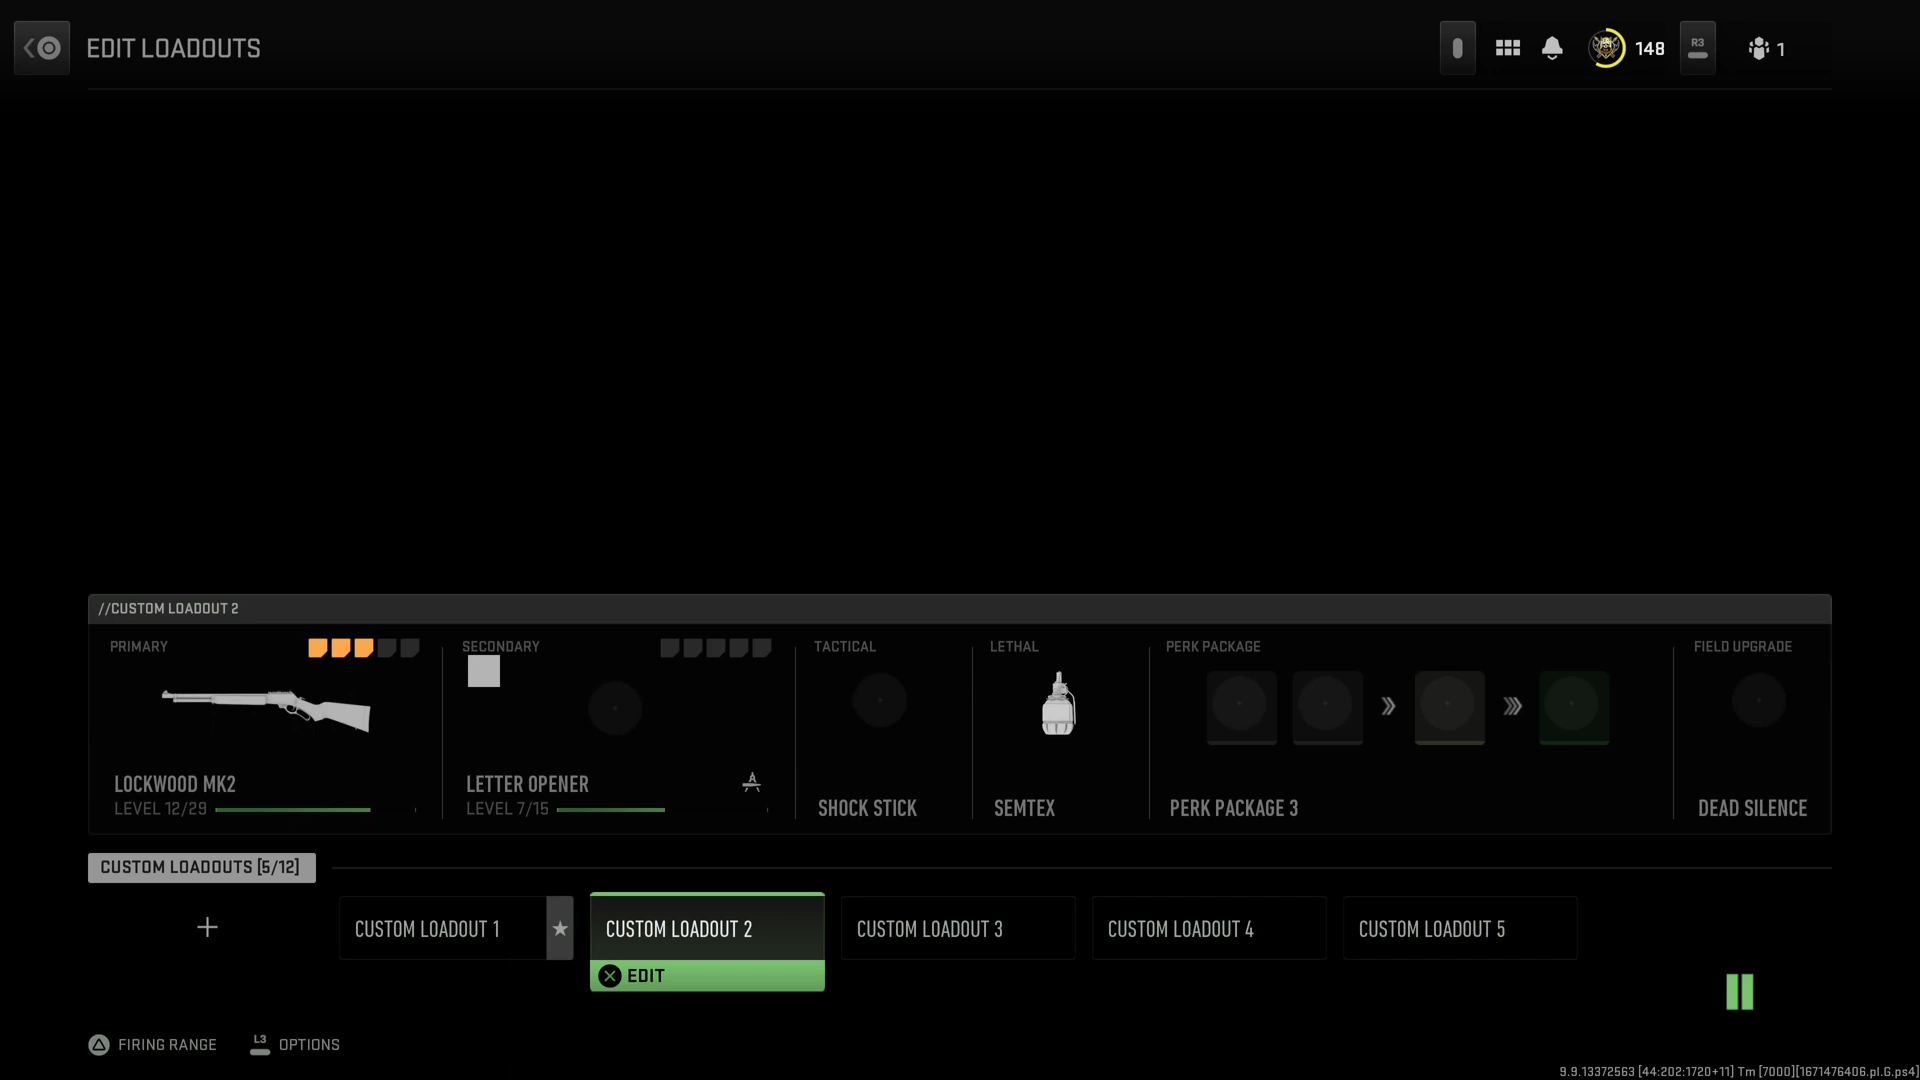 EDIT LOADOUTS
148
R3
1
//CUSTOM LOADOUT 2
PRIMARY
SECONDARY
TACTICAL
LETHAL
PERK PACKAGE
FIELD UPGRADE
LOCKWOOD MK2
LEVEL 12/29
LETTER OPENER
LEVEL 7/15
SHOCK STICK
SEMTEX
PERK PACKAGE 3
DEAD SILENCE
CUSTOM LOADOUTS [5/12]
CUSTOM LOADOUT 1
CUSTOM LOADOUT 2
CUSTOM LOADOUT 3
CUSTOM LOADOUT 4
CUSTOM LOADOUT 5
EDIT
FIRING RANGE
L3
OPTIONS
9.9.13372563 [44:202:1720+11] Tm [7000][1671476406.pl.G.ps4]